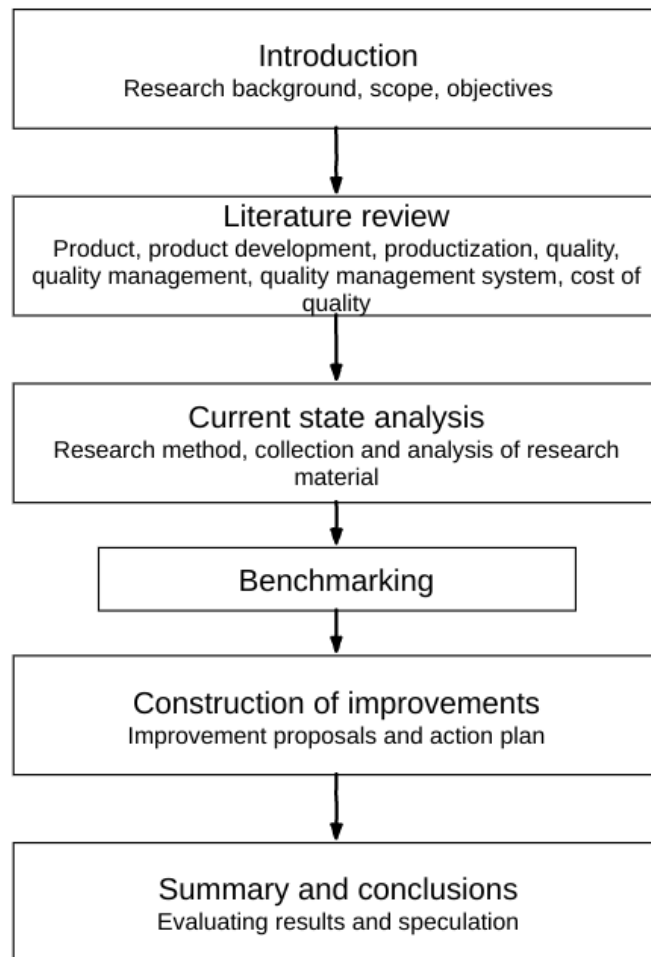 Introduction
Research background, scope, objectives
Literature review
Product, product development, productization, quality,
quality management, quality management system, cost of
quality
Current state analysis
Research method, collection and analysis of research
material
Benchmarking
Construction of improvements
Improvement proposals and action plan
Summary and conclusions
Evaluating results and speculation